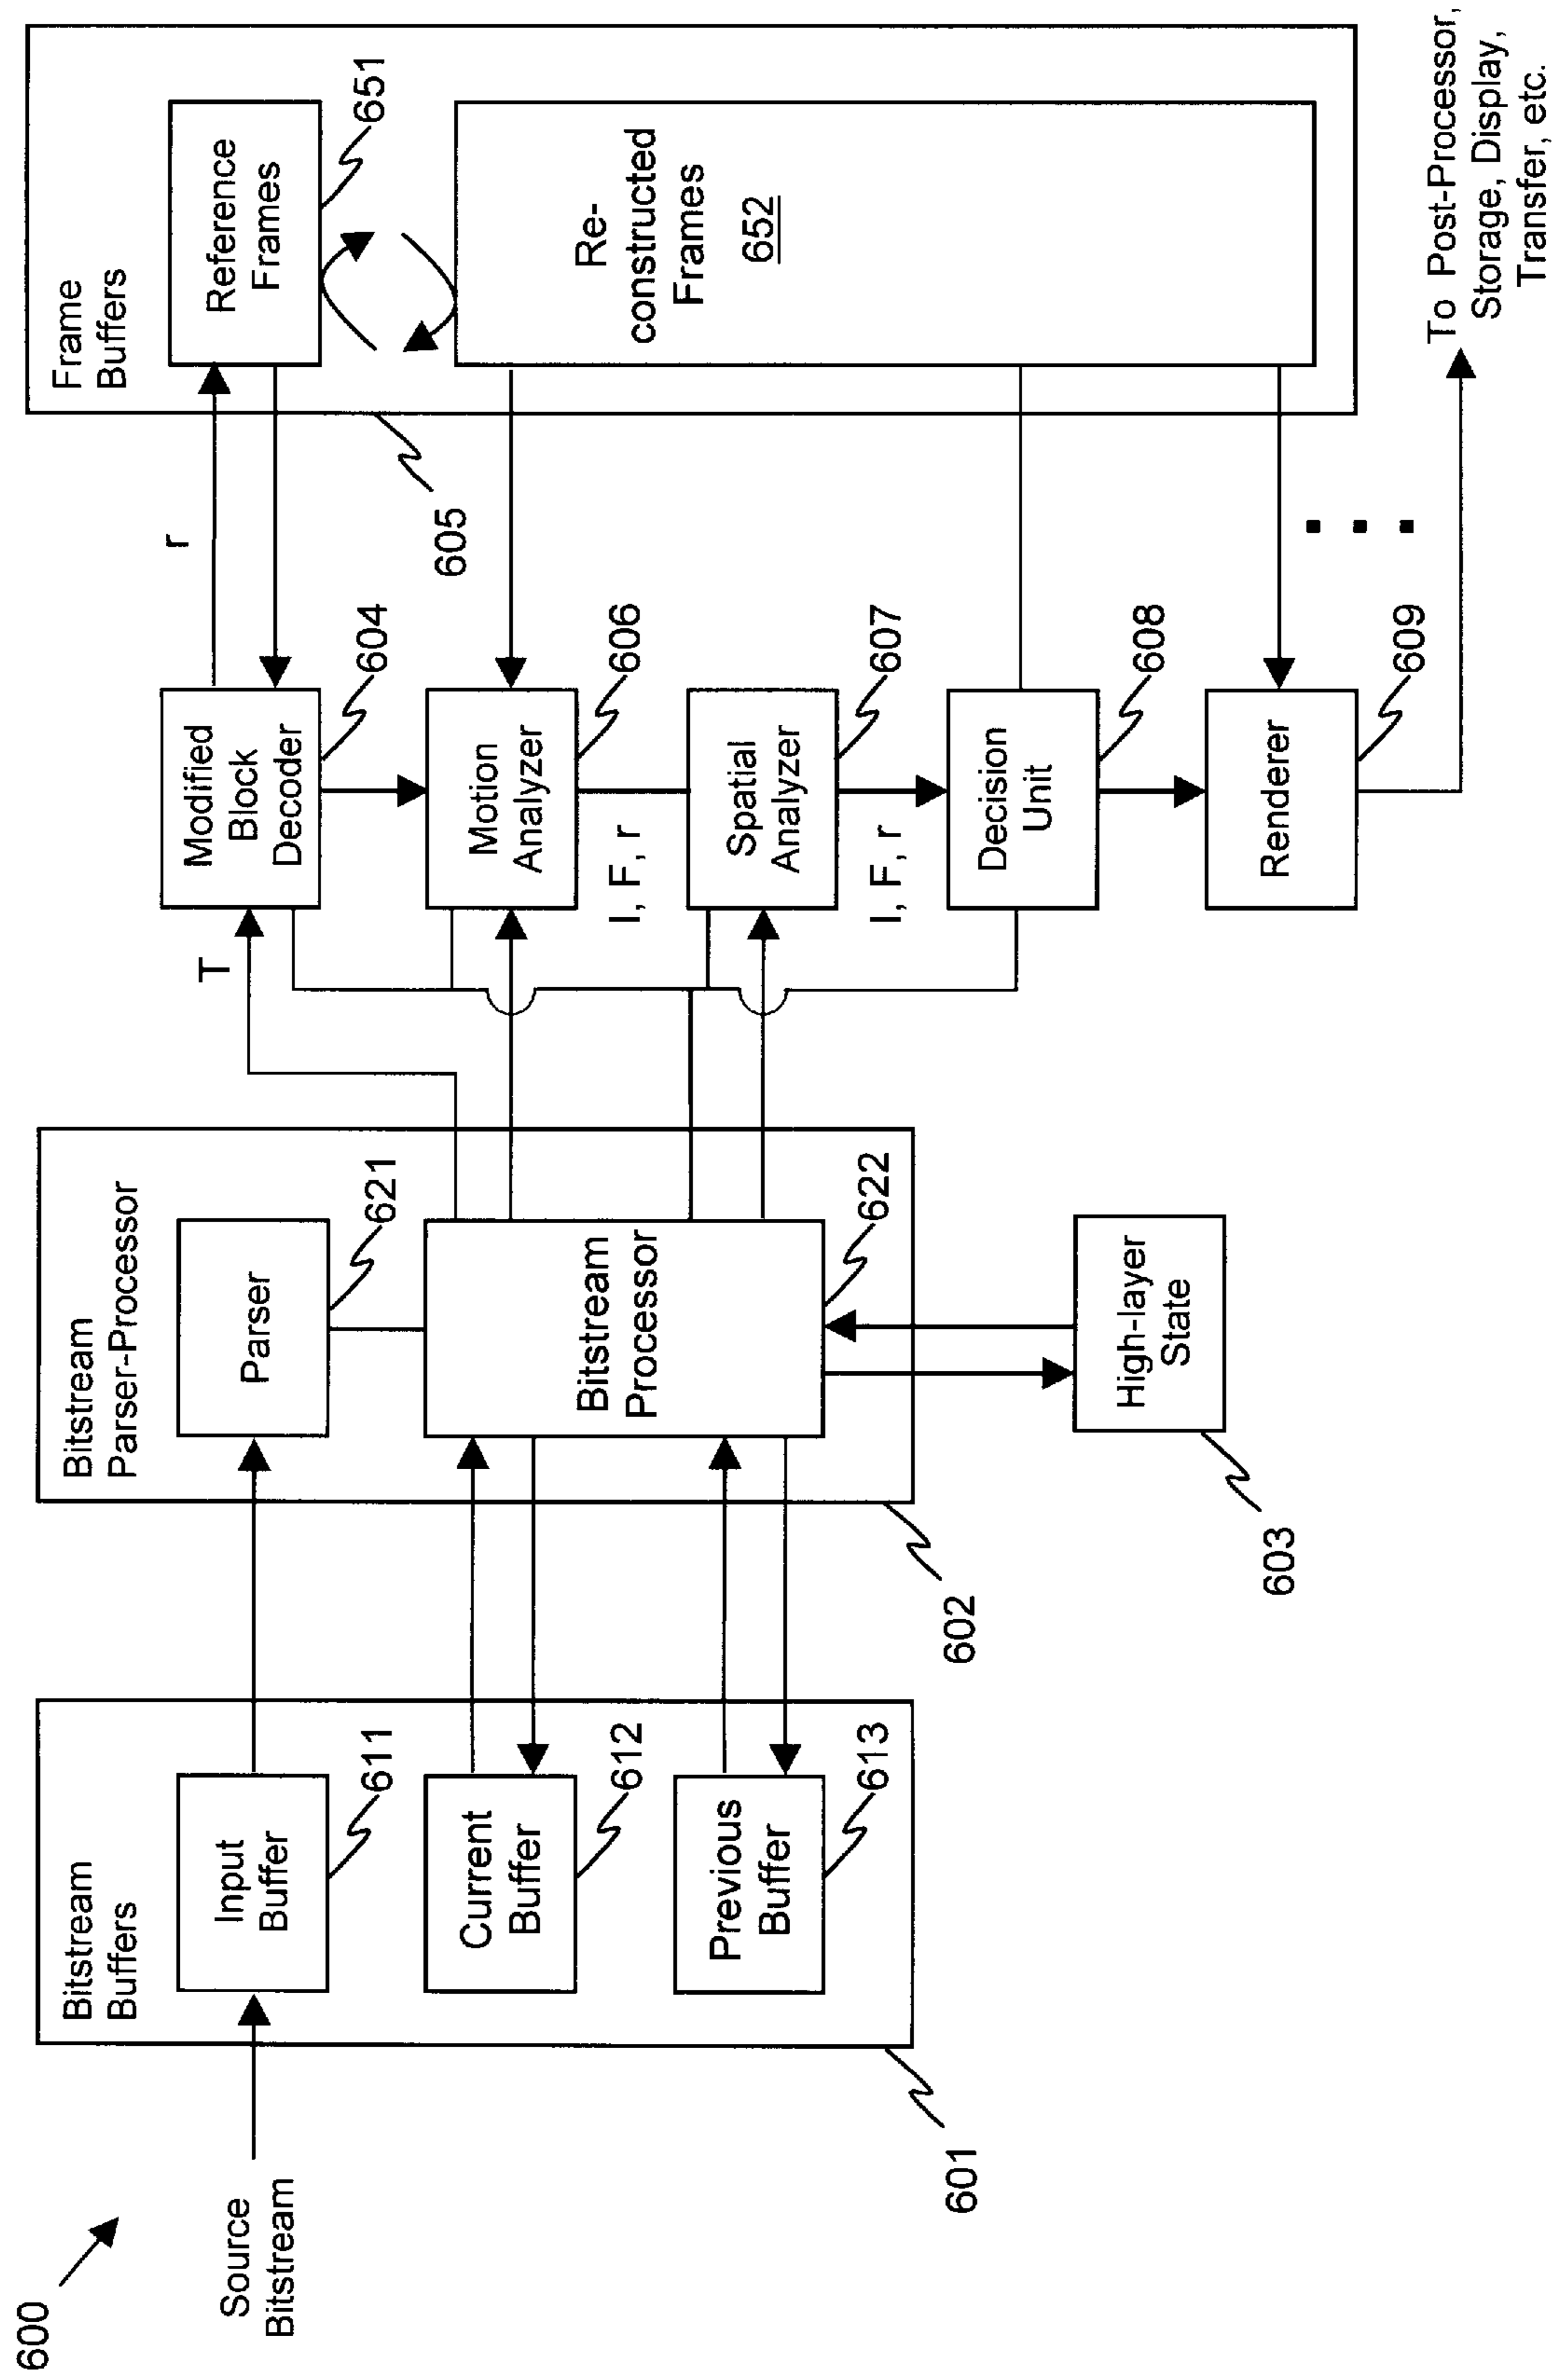 600
Source
Bitstream
Bitstream
Buffers
Input
Buffer
611
Current
Buffer
612
Previous
Buffer
613
601
Bitstream
Parser-Processor
Parser
621
Bitstream
Processor
622
602
High-layer
State
603
T
Modified
Block
Decoder
604
Motion
Analyzer
606
I, F, r
Spatial
Analyzer
607
I, F, r
Decision
Unit
608
Renderer
609
r
605
Frame
Buffers
Reference
Frames
651
Re-
constructed
Frames
652
To Post-Processor,
Storage, Display,
Transfer, etc.